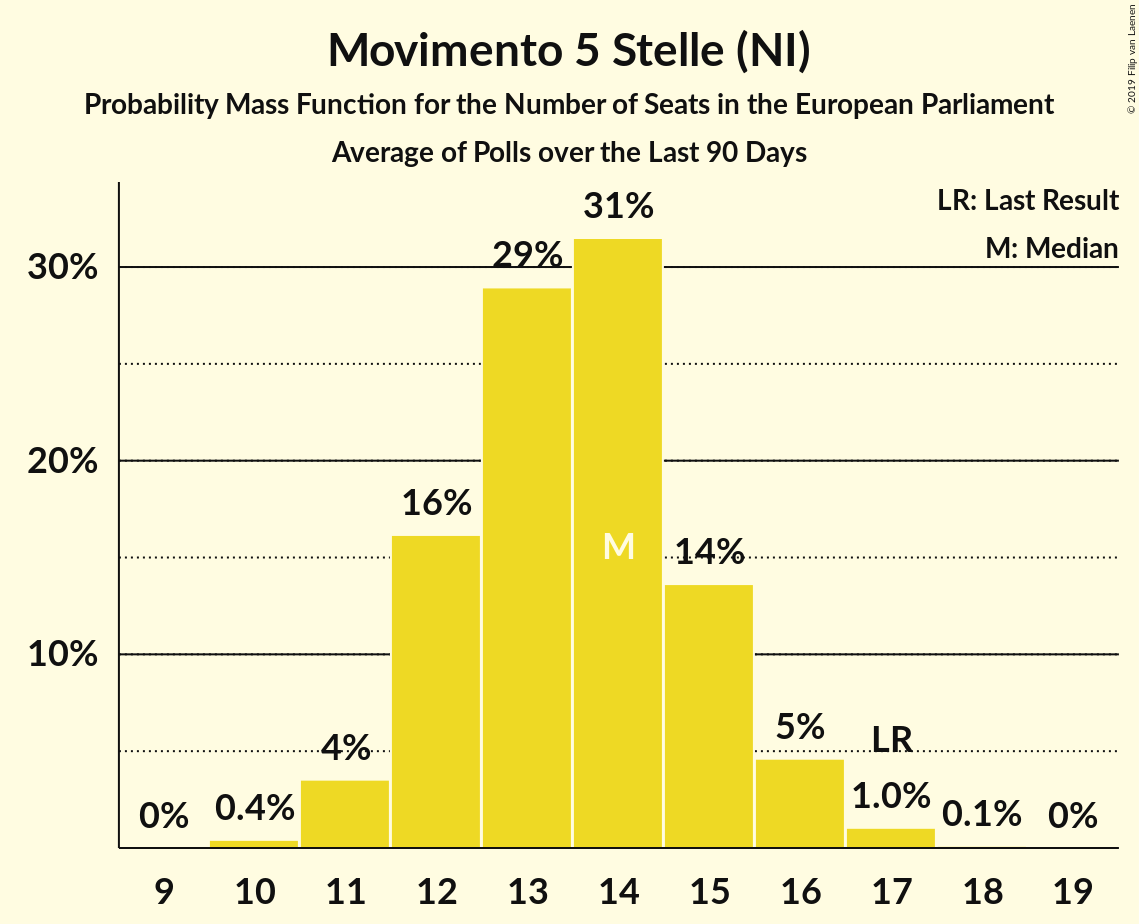 Movimento 5 Stelle (NI)
Probability Mass Function for the Number of Seats in the European Parliament
Average of Polls over the Last 90 Days
© 2019 Filip van Laenen
LR: Last Result
M: Median
30%
20%
10%
0%
0.4%
4%
16%
29%
31%
M
14%
5%
LR
1.0%
0.1%
0%
9 10 11 12 13 14 15 16 17 18 19